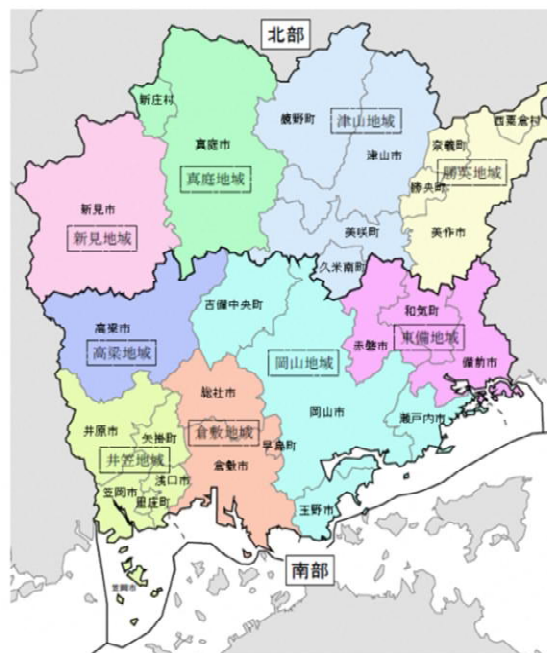 北部
新庄村
鏡野町
津山地域
西粟倉村
真庭市
奈義町
津山市
真庭地域
勝英地域
勝央町
新見市
美咲町
美作市
新見地域
久米南町
吉備中央町
和気町
高梁市
東備地域
高梁地域
岡山地域
赤磐市
備前市
総社市
岡山市
瀬戸内市
井原市
矢掛町
倉敷地域
早島町
井笠地域
倉敷市
浅口市
笠岡市
里庄町
玉野市
南部
笠岡市